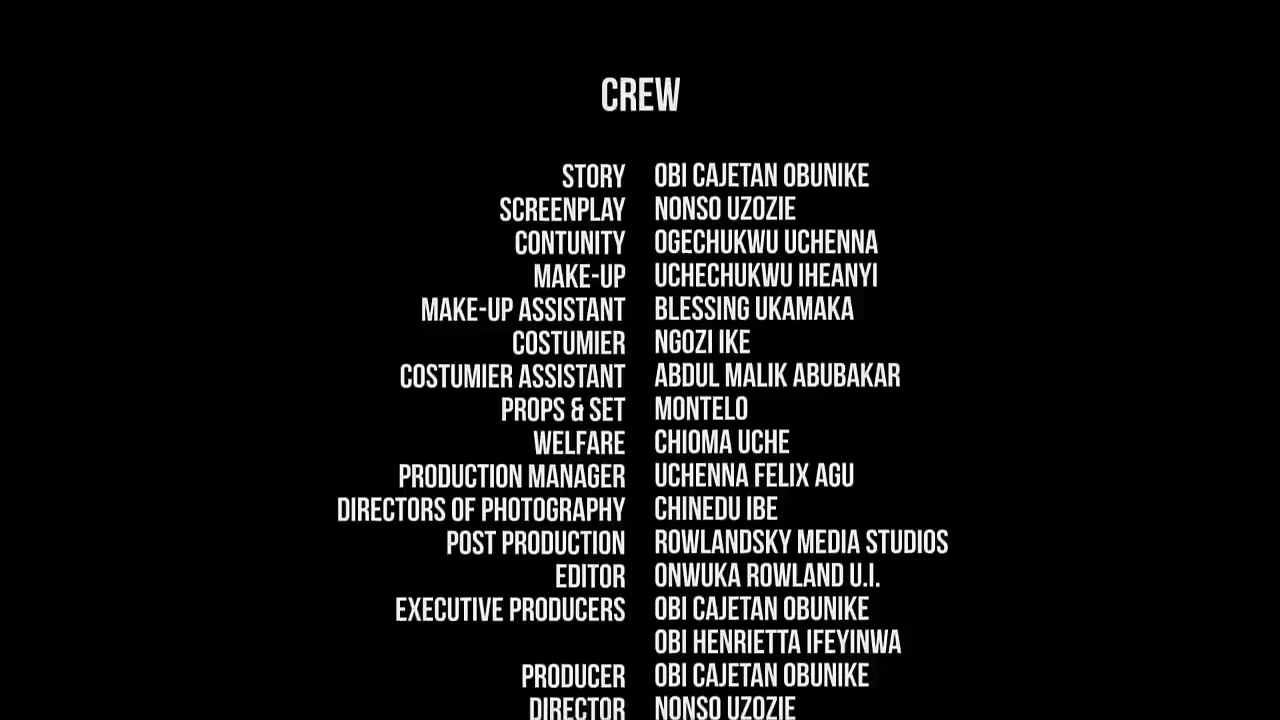 CREW
STORY OBI CAJETAN OBUNIKE
SCREENPLAY NONSO UZOZIE
CONTUNITY OGECHUKWU UCHENNA
MAKE-UP UCHECHUKWU IHEANYI
MAKE-UP ASSISTANT BLESSING UKAMAKA
COSTUMIER NGOZI IKE
COSTUMIER ASSISTANT ABDUL MALIK ABUBAKAR
PROPS & SET MONTELO
WELFARE CHIOMA UCHE
PRODUCTION MANAGER UCHENNA FELIX AGU
DIRECTORS OF PHOTOGRAPHY CHINEDU IBE
POST PRODUCTION ROWLANDSKY MEDIA STUDIOS
EDITOR ONWUKA ROWLAND U.I.
EXECUTIVE PRODUCERS OBI CAJETAN OBUNIKE
OBI HENRIETTA IFEYINWA
PRODUCER OBI CAJETAN OBUNIKE
DIRECTOR NONSO UZOZIE